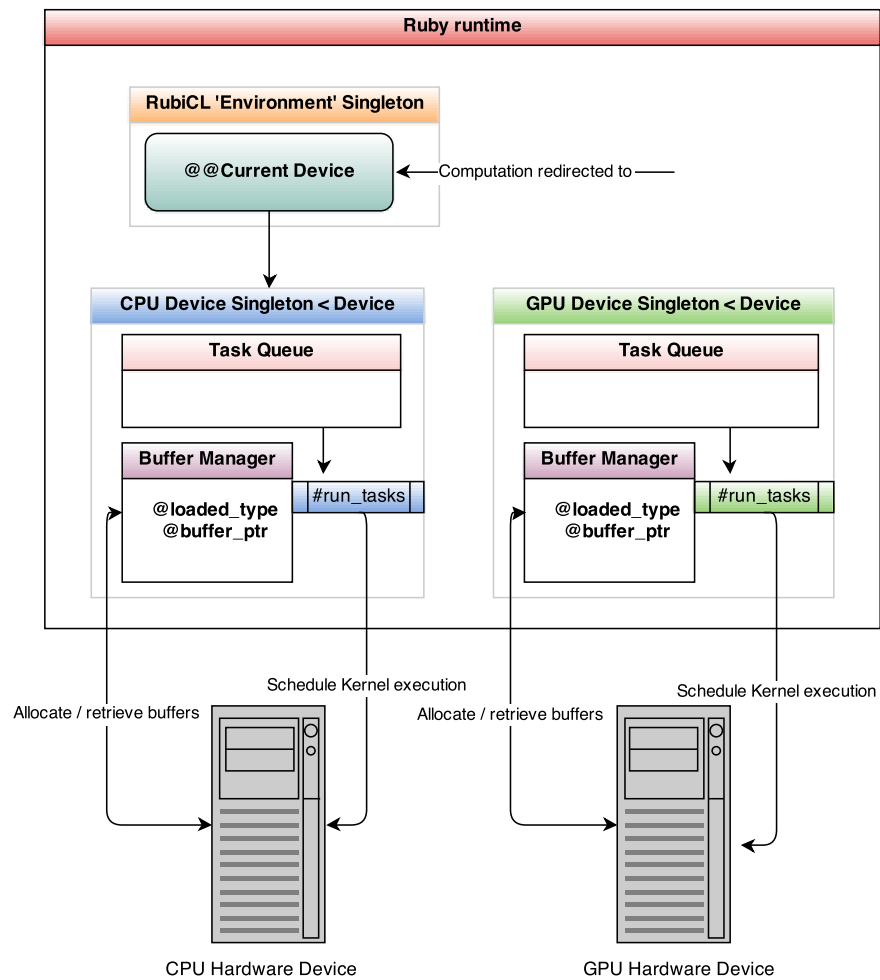 Ruby runtime
RubiCL 'Environment' Singleton
@@Current Device
Computation redirected to
CPU Device Singleton < Device
Task Queue
Buffer Manager
#run_tasks
@loaded_type
@buffer_ptr
GPU Device Singleton < Device
Task Queue
Buffer Manager
#run_tasks
@loaded_type
@buffer_ptr
Schedule Kernel execution
Allocate / retrieve buffers
Schedule Kernel execution
Allocate / retrieve buffers
CPU Hardware Device
GPU Hardware Device